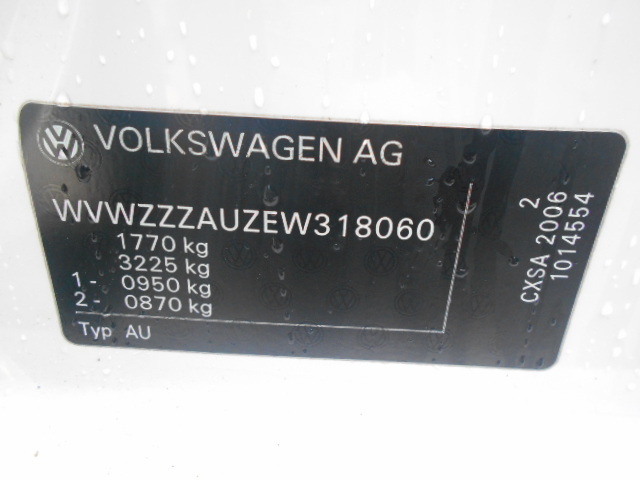 VOLKSWAGEN AG
WVWZZZAUZEW318060
1770 kg
3225 kg
1 - 0950 kg
2 - 0870 kg
Typ AU
2
CXSA 2006
1014554